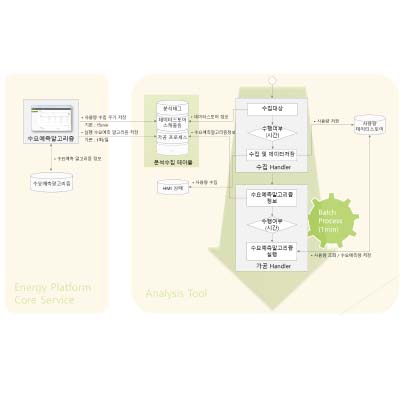 수집대상
분석태그
데이터스토어
스케줄링
가공 프로세스
분석수집 테이블
• 데이터스토어 정보
• 수요예측알고리즘정보
수행여부
(시간)
수집 및 데이터저장
수집 Handler
• 사용량 저장
사용량
데이터스토어
• 사용량 수집 주기 저장
기본 : 15min
• 실행 수요예측 알고리즘 저장
기본 : 1회/일
수요예측알고리즘
• 수요예측 알고리즘 정보
수요예측알고리즘
• 사용량 수집
HMI 장비
수요예측알고리즘
정보
수행여부
(시간)
수요예측알고리즘
실행
가공 Handler
Batch
Process
(1min)
• 사용량 조회 / 수요예측량 저장
Energy Platform
Core Service
Analysis Tool